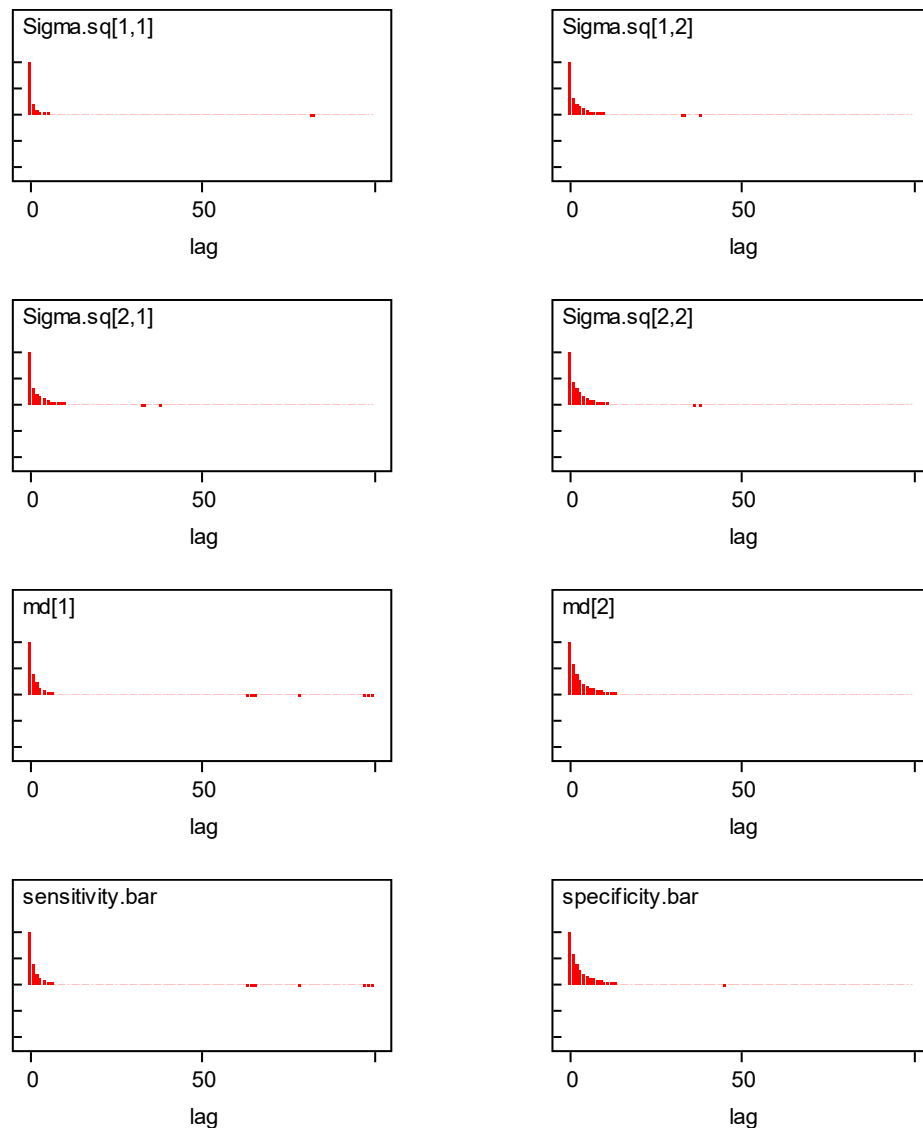 Sigma.sq[1,1]
0 50
lag
Sigma.sq[1,2]
0 50
lag
Sigma.sq[2,1]
0 50
lag
Sigma.sq[2,2]
0 50
lag
md[1]
0 50
lag
md[2]
0 50
lag
sensitivity.bar
0 50
lag
specificity.bar
0 50
lag